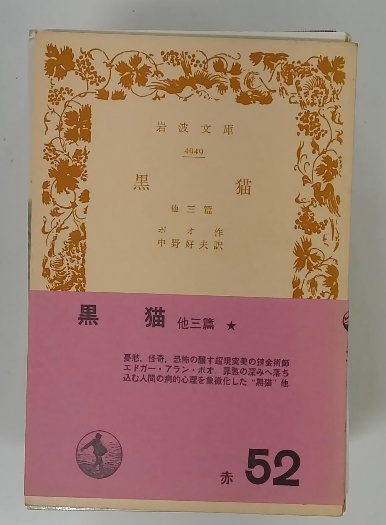 岩波文庫
4949
黒猫
他三篇
ポオ作
中野好夫訳
黒猫 他三篇 ★
憂愁，怪奇，恐怖の醸す超現実美の錬金術師
エドガー・アラン・ポオ．罪悪の深みへ落ち
込む人間の病的心理を象徴化した“黒猫”他
赤 52